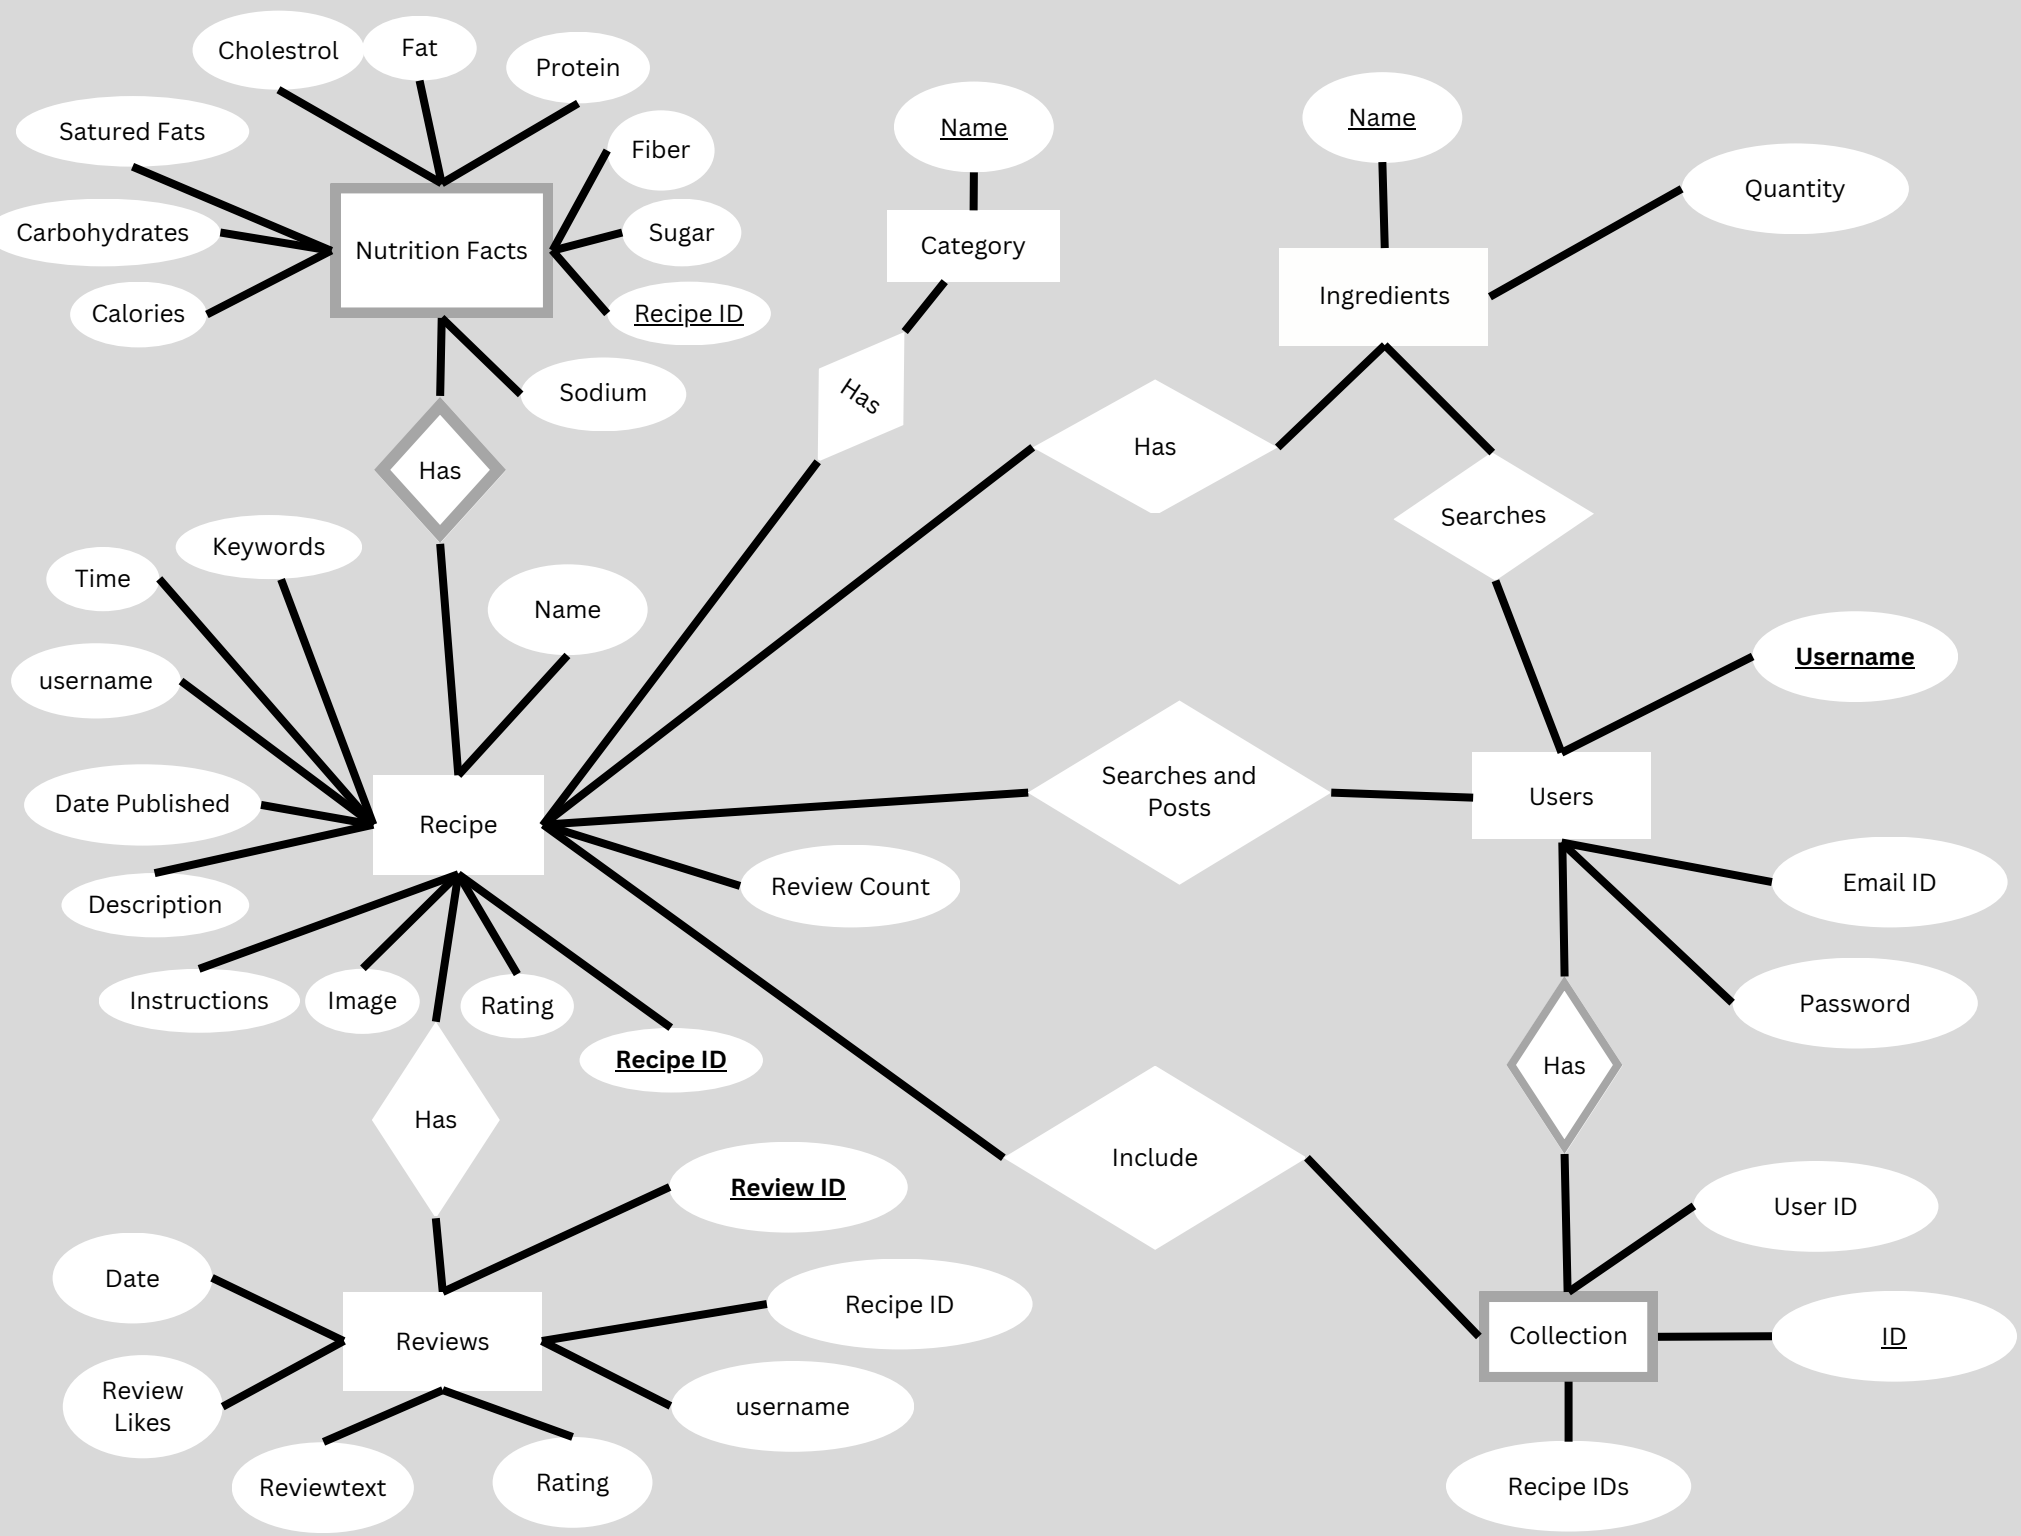 Cholestrol
Fat
Protein
Satured Fats
Fiber
Carbohydrates
Nutrition Facts
Sugar
Calories
Recipe ID
Sodium
Has
Name
Category
Has
Name
Quantity
Ingredients
Has
Searches
Keywords
Time
Name
username
Username
Date Published
Recipe
Searches and
Posts
Users
Description
Review Count
Email ID
Instructions
Image
Rating
Recipe ID
Password
Has
Has
Include
Review ID
User ID
Date
Recipe ID
Reviews
Collection
ID
Review
Likes
username
Reviewtext
Rating
Recipe IDs